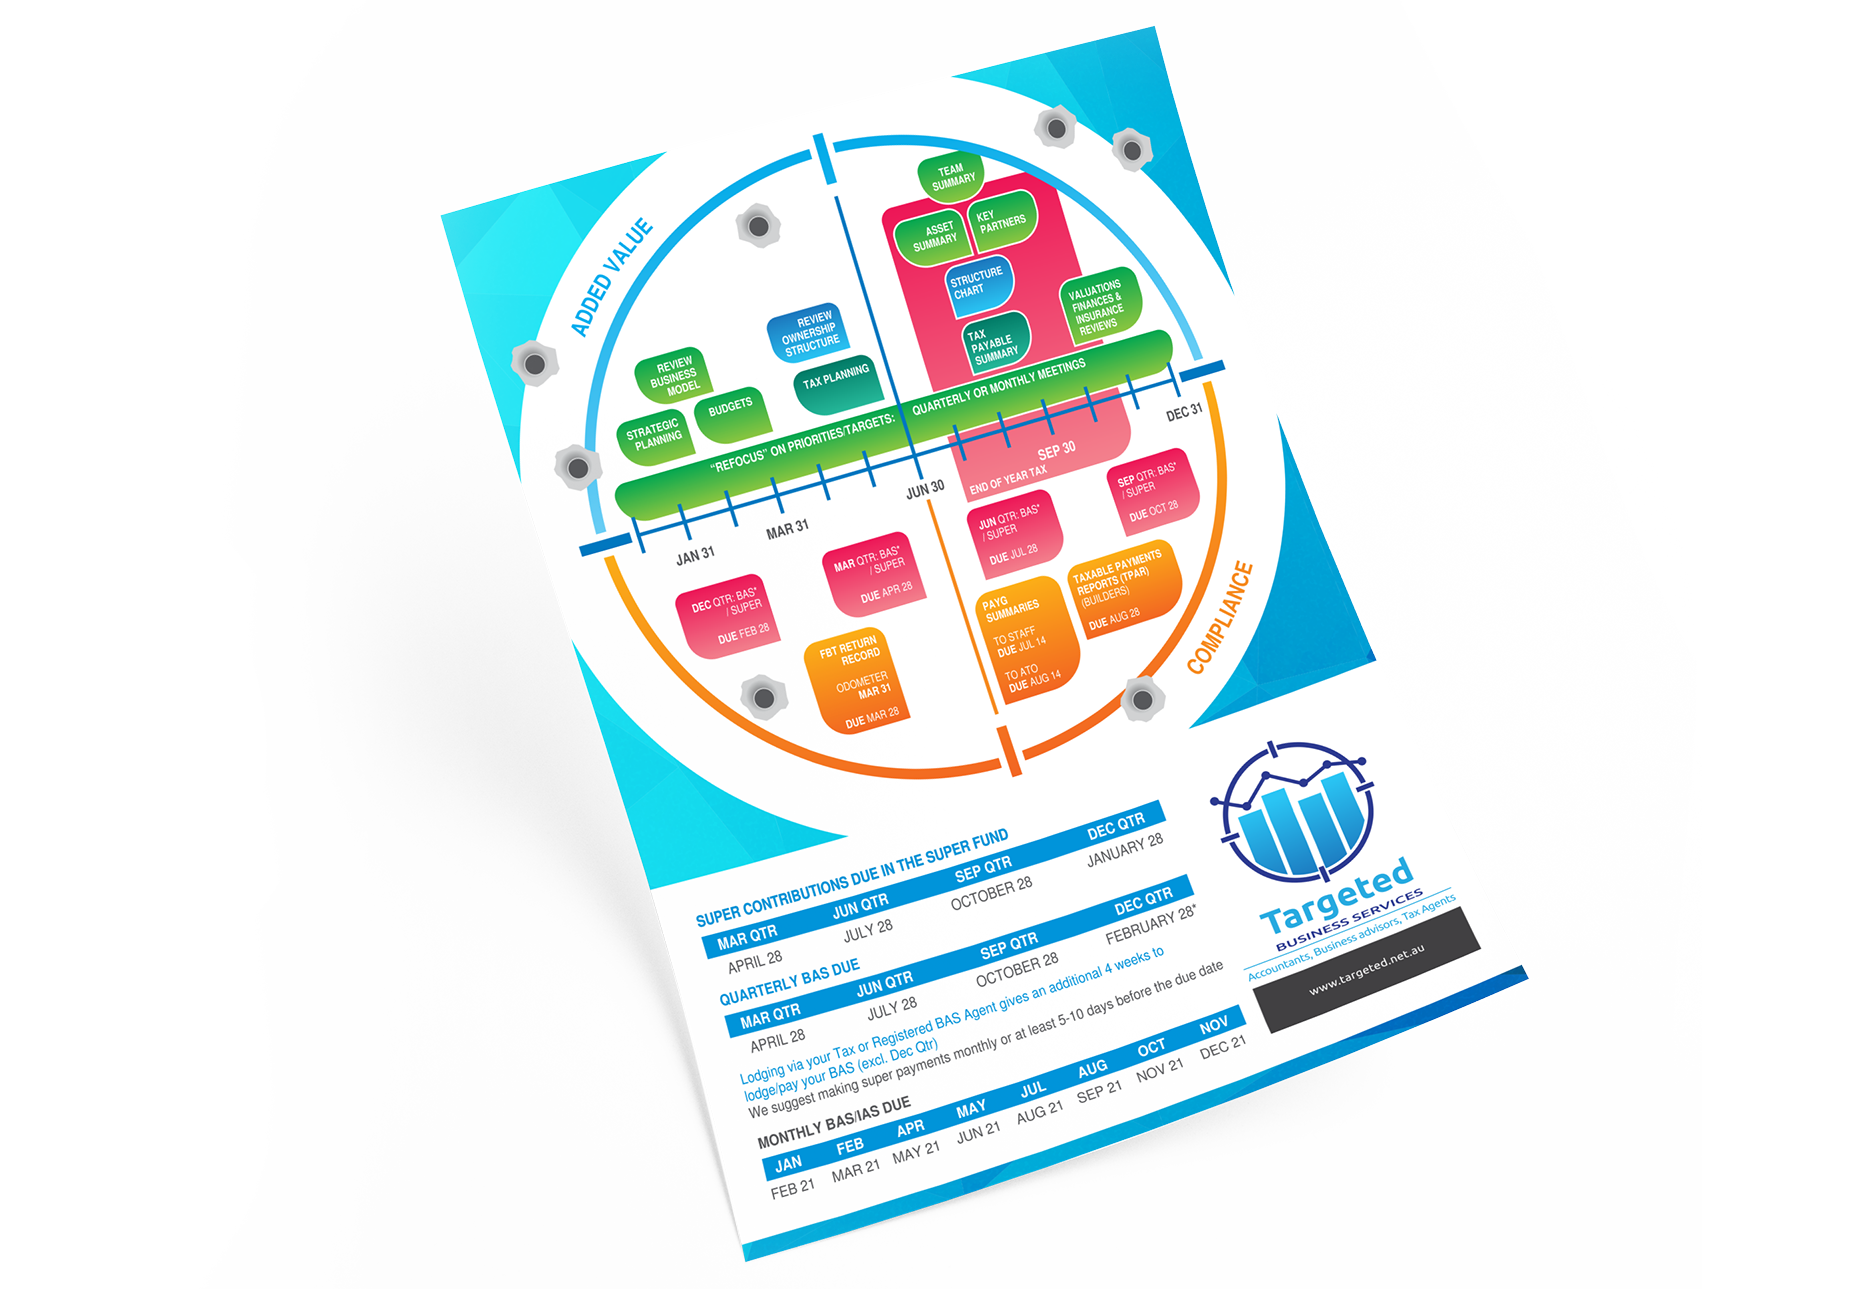 ADDED VALUE
TEAM
SUMMARY
ASSET
SUMMARY
KEY
PARTNERS
STRUCTURE
CHART
TAX
PAYABLE
SUMMARY
VALUATIONS
FINANCES &
INSURANCE
REVIEWS
REVIEW
OWNERSHIP
STRUCTURE
TAX PLANNING
REVIEW
BUSINESS
MODEL
STRATEGIC
PLANNING
BUDGETS
“REFOCUS” ON PRIORITIES/TARGETS: QUARTERLY OR MONTHLY MEETINGS
JAN 31
MAR 31
JUN 30
SEP 30
DEC 31
END OF YEAR TAX
DEC QTR: BAS*
/ SUPER
DUE FEB 28
MAR QTR: BAS*
/ SUPER
DUE APR 28
FBT RETURN
RECORD
ODOMETER
MAR 31
DUE MAR 28
JUN QTR: BAS*
/ SUPER
DUE JUL 28
SEP QTR: BAS*
/ SUPER
DUE OCT 28
PAYG
SUMMARIES
TO STAFF
DUE JUL 14
TO ATO
DUE AUG 14
TAXABLE PAYMENTS
REPORTS (TPAR)
(BUILDERS)
DUE AUG 28
COMPLIANCE
SUPER CONTRIBUTIONS DUE IN THE SUPER FUND
MAR QTR JUN QTR SEP QTR DEC QTR
APRIL 28 JULY 28 OCTOBER 28 JANUARY 28
QUARTERLY BAS DUE
MAR QTR JUN QTR SEP QTR DEC QTR
APRIL 28 JULY 28 OCTOBER 28 FEBRUARY 28*
Lodging via your Tax or Registered BAS Agent gives an additional 4 weeks to
lodge/pay your BAS (excl. Dec Qtr)
We suggest making super payments monthly or at least 5-10 days before the due date
MONTHLY BAS/IAS DUE
JAN FEB APR MAY JUL AUG OCT NOV
FEB 21 MAR 21 MAY 21 JUN 21 AUG 21 SEP 21 NOV 21 DEC 21
Targeted
BUSINESS SERVICES
Accountants, Business advisors, Tax Agents
www.targeted.net.au